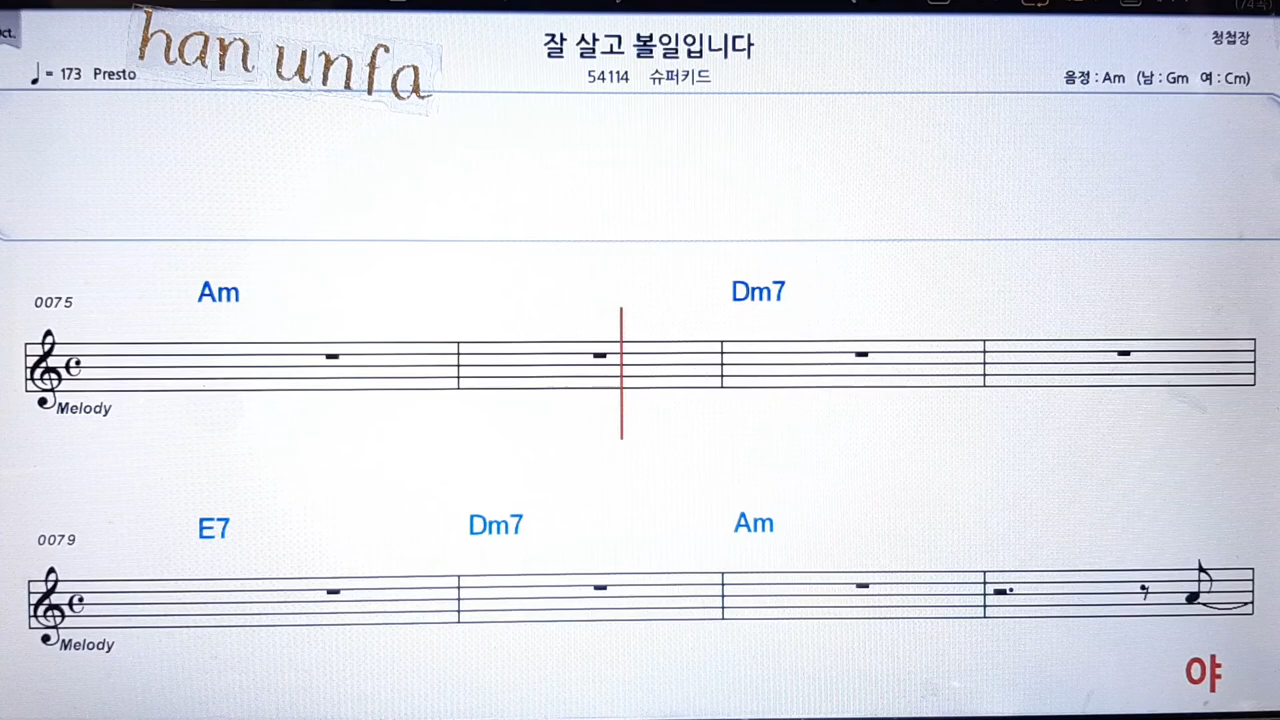 ct.
han unfa
잘 살고 볼일입니다
청첩장
♩= 173 Presto
54114 슈퍼키드
음정 : Am (남 : Gm 여 : Cm)
Am Dm7
0075
Melody
E7 Dm7 Am
0079
Melody
야